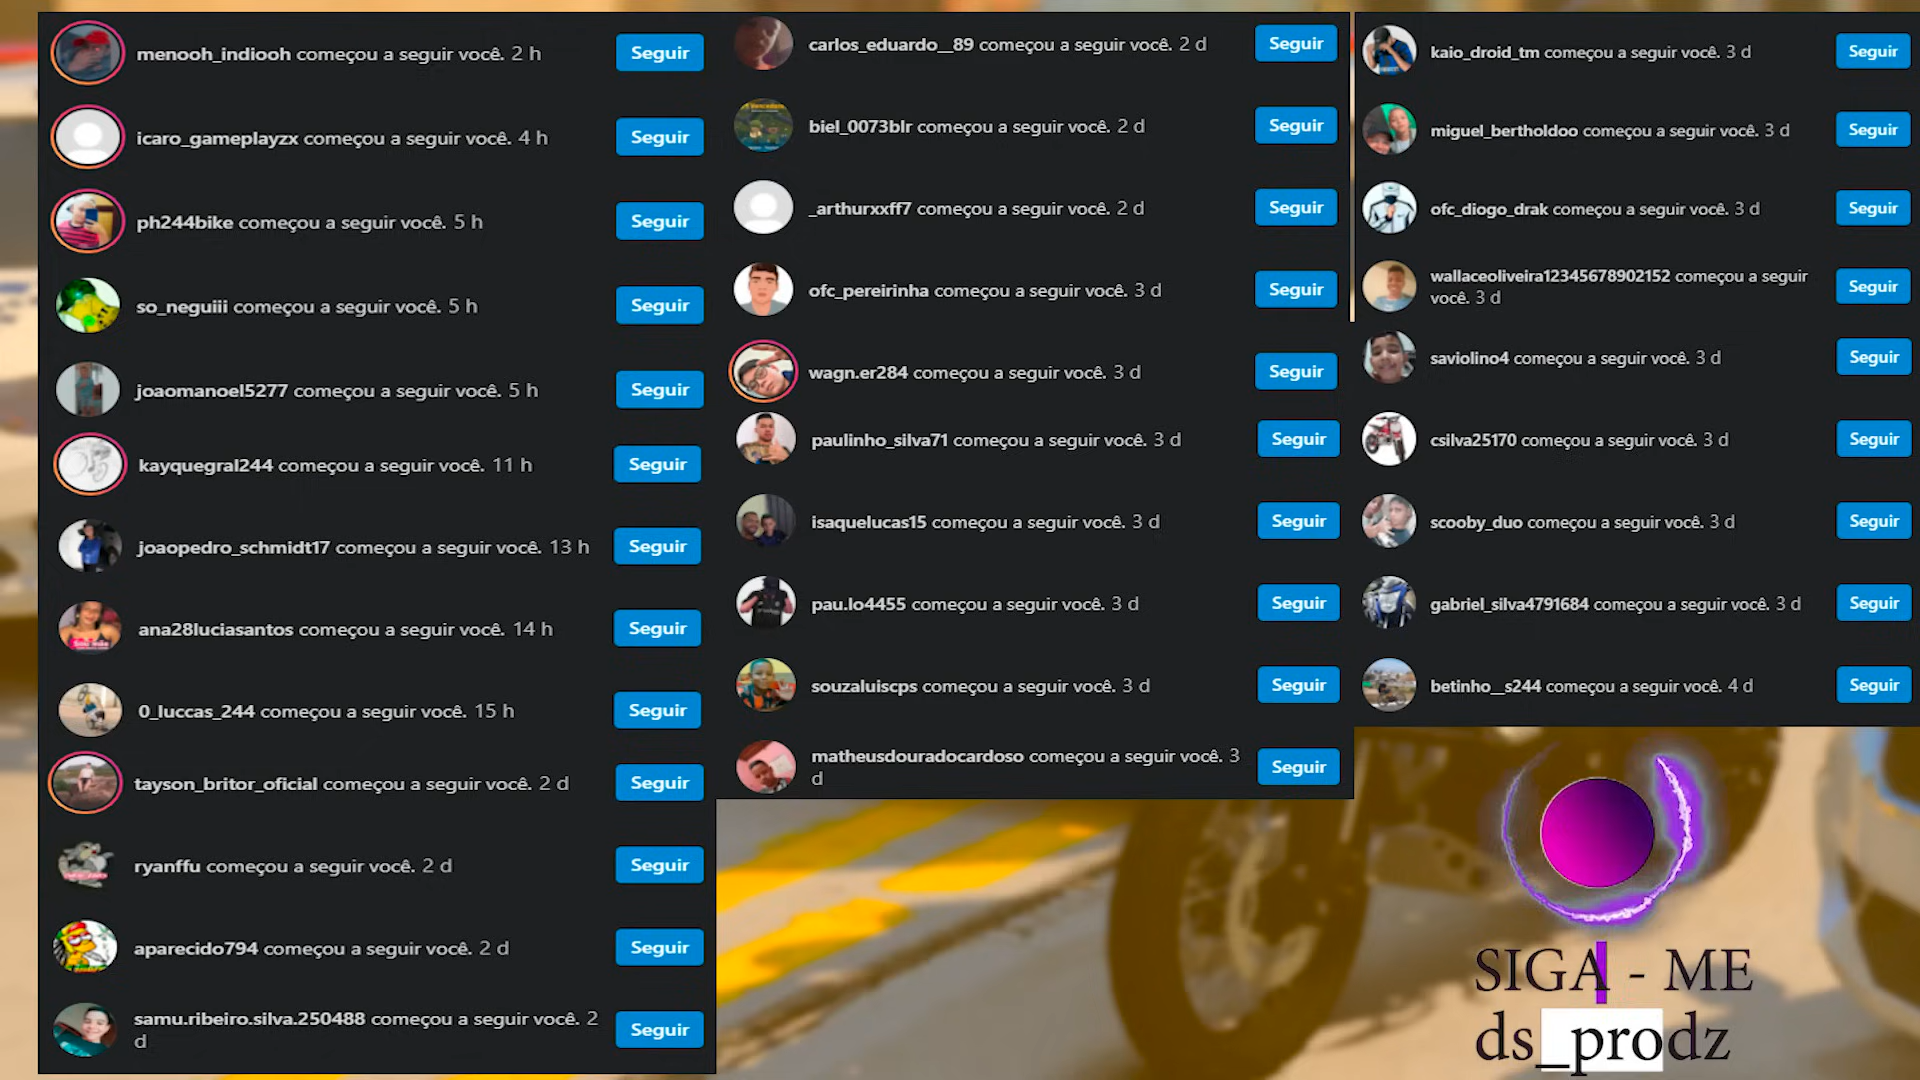 menooh_indiooh começou a seguir você. 2 h
Seguir
icaro_gameplayzx começou a seguir você. 4 h
Seguir
ph244bike começou a seguir você. 5 h
Seguir
so_neguiii começou a seguir você. 5 h
Seguir
joaomanoel5277 começou a seguir você. 5 h
Seguir
kayquegral244 começou a seguir você. 11 h
Seguir
joaopedro_schmidt17 começou a seguir você. 13 h
Seguir
ana28luciasantos começou a seguir você. 14 h
Seguir
0_luccas_244 começou a seguir você. 15 h
Seguir
tayson_britor_oficial começou a seguir você. 2 d
Seguir
ryanffu começou a seguir você. 2 d
Seguir
aparecido794 começou a seguir você. 2 d
Seguir
samu.ribeiro.silva.250488 começou a seguir você. 2
d
Seguir
carlos_eduardo__89 começou a seguir você. 2 d
Seguir
biel_0073blr começou a seguir você. 2 d
Seguir
_arthurxxff7 começou a seguir você. 2 d
Seguir
ofc_pereirinha começou a seguir você. 3 d
Seguir
wagn.er284 começou a seguir você. 3 d
Seguir
paulinho_silva71 começou a seguir você. 3 d
Seguir
isaquelucas15 começou a seguir você. 3 d
Seguir
pau.lo4455 começou a seguir você. 3 d
Seguir
souzaluiscps começou a seguir você. 3 d
Seguir
matheusdouradocardoso começou a seguir você. 3
d
Seguir
kaio_droid_tm começou a seguir você. 3 d
Seguir
miguel_bertholdoo começou a seguir você. 3 d
Seguir
ofc_diogo_drak começou a seguir você. 3 d
Seguir
wallaceoliveira12345678902152 começou a seguir
você. 3 d
Seguir
saviolino4 começou a seguir você. 3 d
Seguir
csilva25170 começou a seguir você. 3 d
Seguir
scooby_duo começou a seguir você. 3 d
Seguir
gabriel_silva4791684 começou a seguir você. 3 d
Seguir
betinho__s244 começou a seguir você. 4 d
Seguir
SIGA - ME
ds_prodz